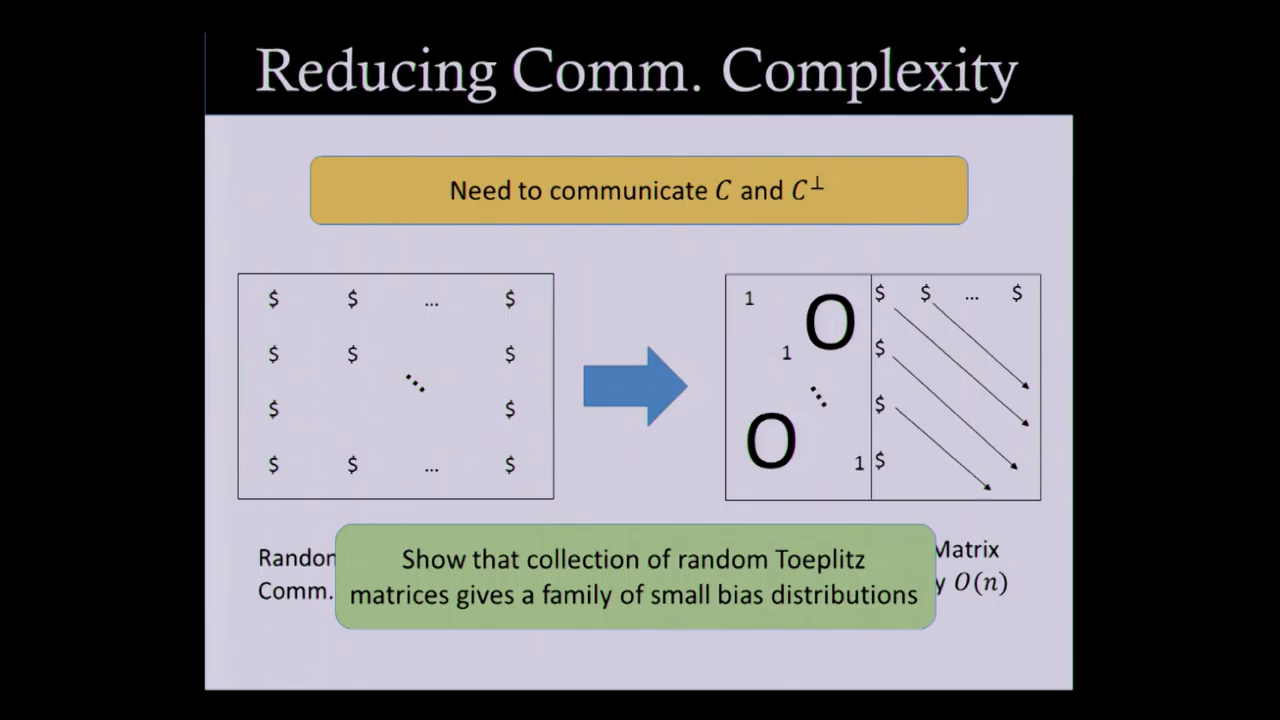 Reducing Comm. Complexity
Need to communicate C and C⊥
$ $ ... $
$ $ ⋱ $
$ $
$ $ ... $
1 O $ $ ... $
1 $
⋱ $
O 1 $
Show that collection of random Toeplitz
matrices gives a family of small bias distributions
Comm.
Matrix
O(n)